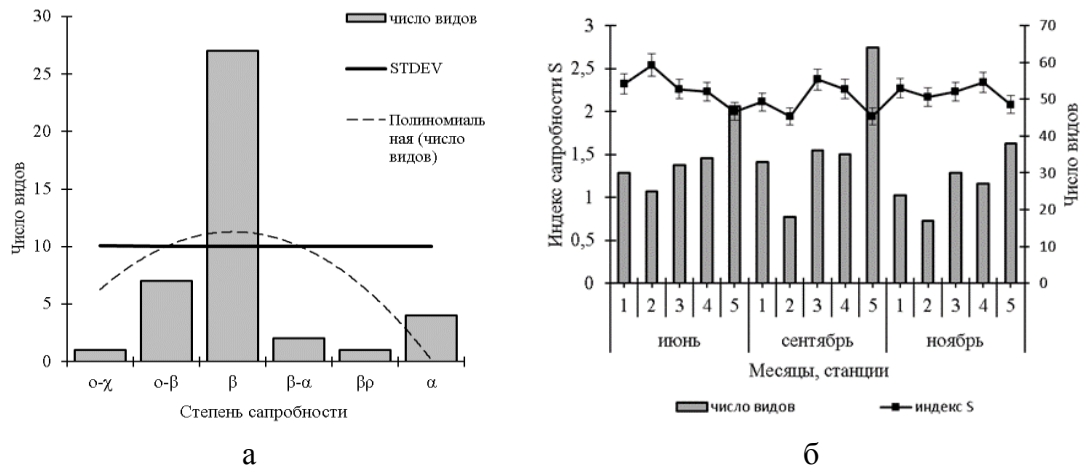 30
25
20
15
10
5
0
Число видов
число видов
STDEV
Полиномиаль
ная (число
видов)
о-χ о-β β β-α βρ α
Степень сапробности
а
3
2,5
2
1,5
1
0,5
0
Индекс сапробности S
70
60
50
40
30
20
10
0
Число видов
1 2 3 4 5 1 2 3 4 5 1 2 3 4 5
июнь сентябрь ноябрь
Месяцы, станции
число видов индекс S
б